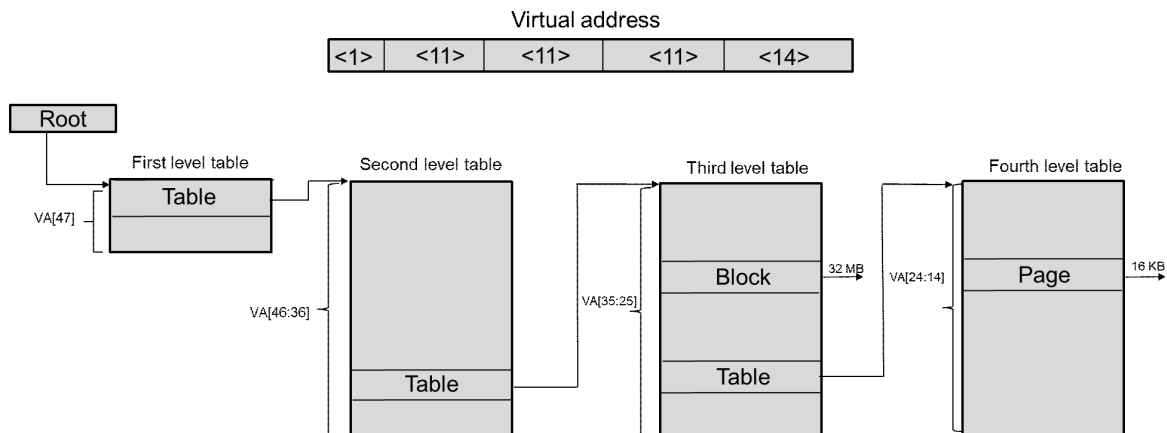 Virtual address
<1> <11> <11> <11> <14>
Root
First level table
Second level table
Third level table
Fourth level table
Table
VA[47]
Block
32 MB
Page
16 KB
VA[46:36]
VA[35:25]
VA[24:14]
Table
Table